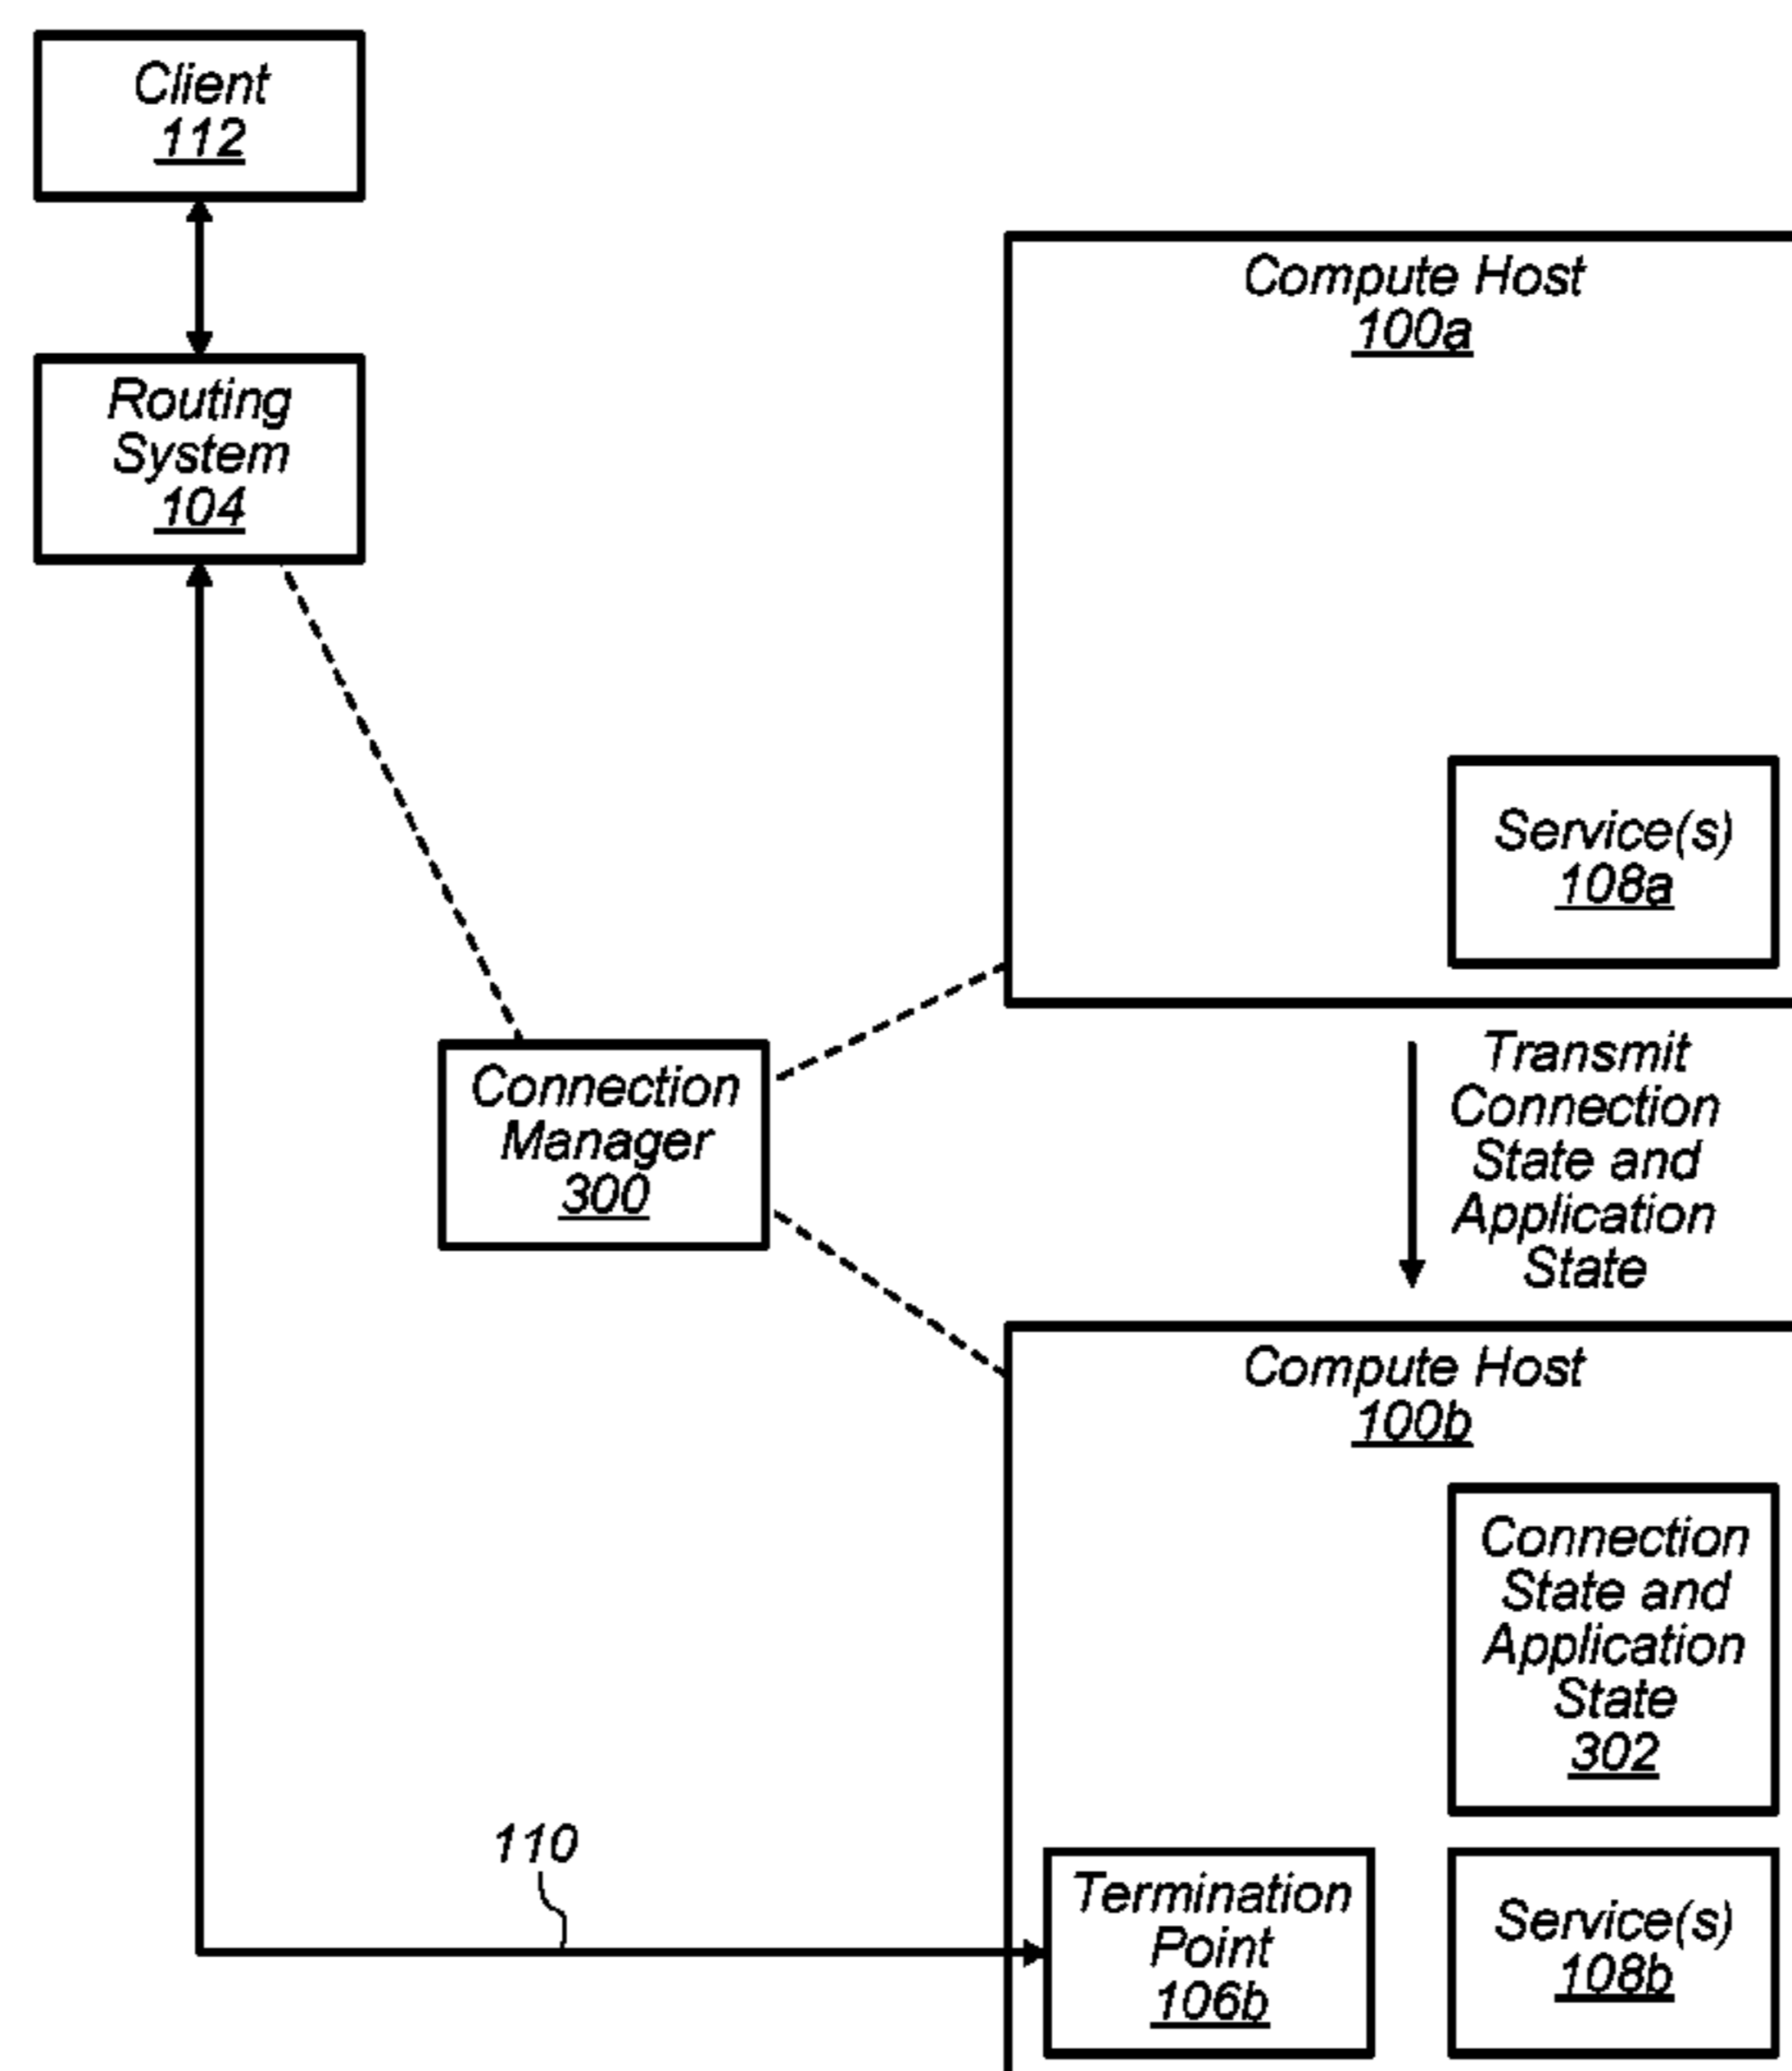 Client
112
Routing
System
104
Compute Host
100a
Service(s)
108a
Connection
Manager
300
Transmit
Connection
State and
Application
State
Compute Host
100b
Connection
State and
Application
State
302
110
Termination
Point
106b
Service(s)
108b